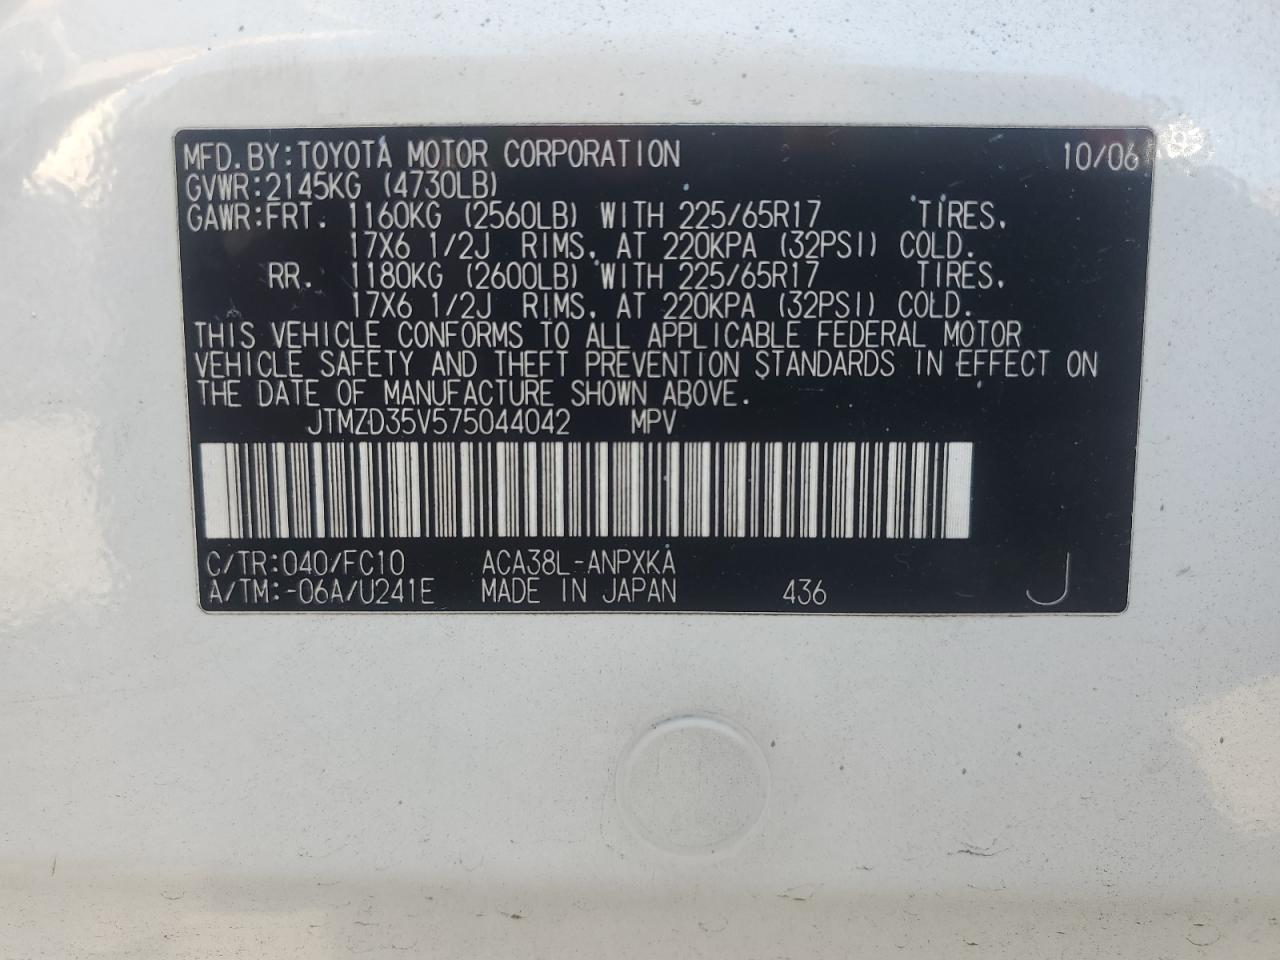 MFD.BY:TOYOTA MOTOR CORPORATION 10/06
GVWR:2145KG (4730LB)
GAWR:FRT. 1160KG (2560LB) WITH 225/65R17 TIRES,
17X6 1/2J RIMS, AT 220KPA (32PSI) COLD.
RR. 1180KG (2600LB) WITH 225/65R17 TIRES,
17X6 1/2J RIMS, AT 220KPA (32PSI) COLD.
THIS VEHICLE CONFORMS TO ALL APPLICABLE FEDERAL MOTOR
VEHICLE SAFETY AND THEFT PREVENTION STANDARDS IN EFFECT ON
THE DATE OF MANUFACTURE SHOWN ABOVE.
JTMZD35V575044042 MPV
C/TR:040/FC10 ACA38L-ANPXKA
A/TM:-06A/U241E MADE IN JAPAN 436 J